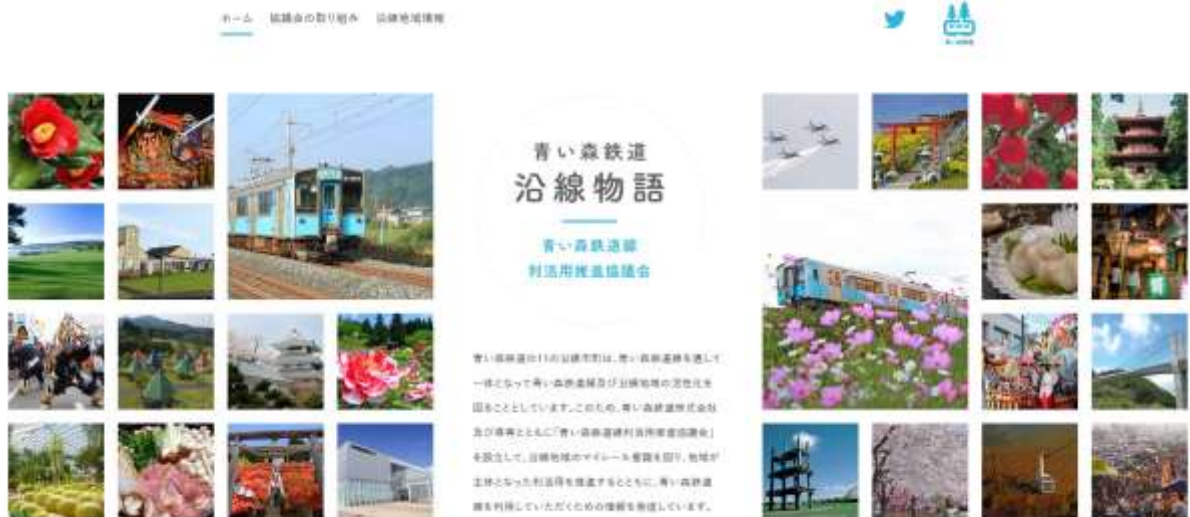 ホーム 協議会の取り組み 沿線地域情報
青い森鉄道
沿線物語
青い森鉄道線
利活用推進協議会
青い森鉄道の11の沿線市町は、青い森鉄道線を通して
一体となって青い森鉄道線及び沿線地域の活性化を
図ることとしています。このため、青い森鉄道株式会社
及び県等とともに「青い森鉄道線利活用推進協議会」
を設立して、沿線地域のマイレール意識を図り、地域が
主体となった利活用を推進するとともに、青い森鉄道
線を利用していただくための情報を発信しています。